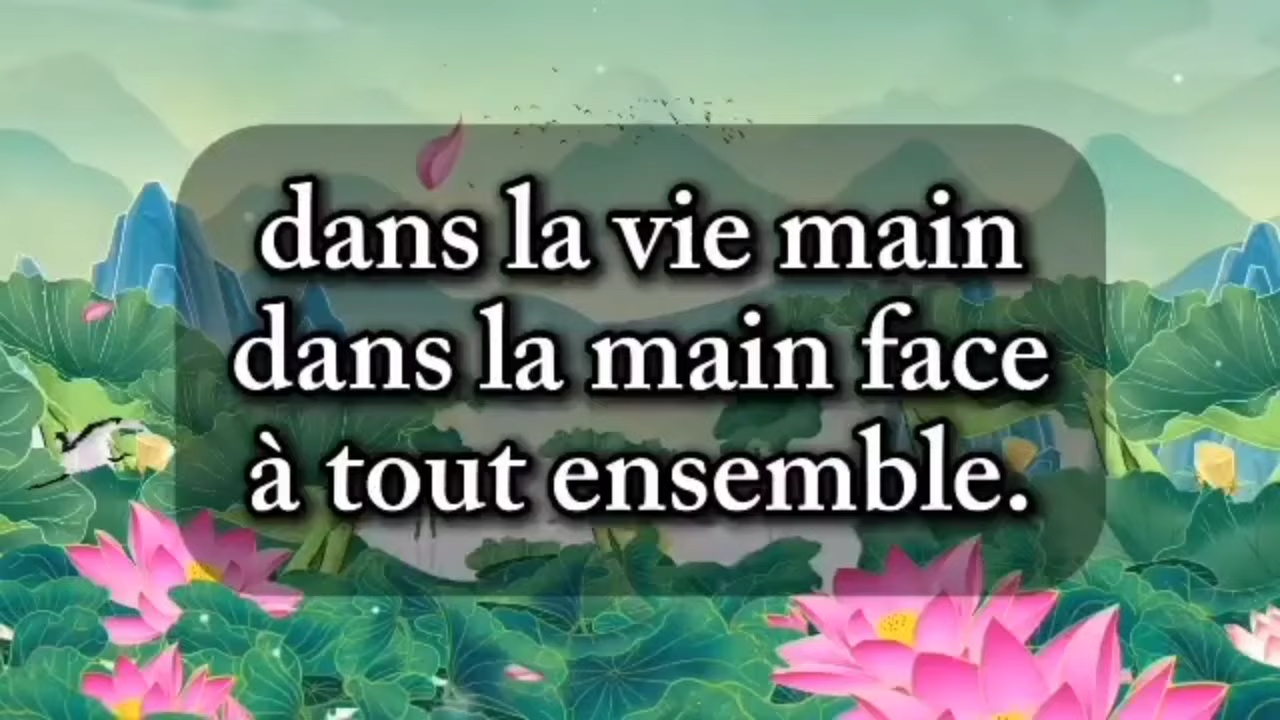 dans la vie main
dans la main face
à tout ensemble.